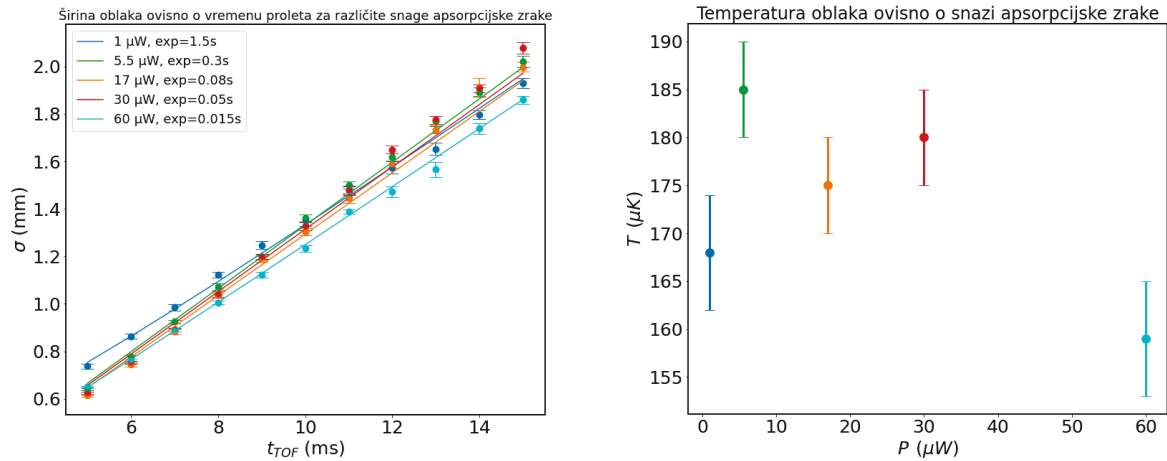 Širina oblaka ovisno o vremenu proleta za različite snage apsorpcijske zrake
1 μW, exp=1.5s
5.5 μW, exp=0.3s
17 μW, exp=0.08s
30 μW, exp=0.05s
60 μW, exp=0.015s
2.0
1.8
1.6
1.4
1.2
1.0
0.8
0.6
σ (mm)
6
8
10
12
14
t_TOF (ms)
Temperatura oblaka ovisno o snazi apsorpcijske zrake
190
185
180
175
170
165
160
155
T (μK)
0
10
20
30
40
50
60
P (μW)